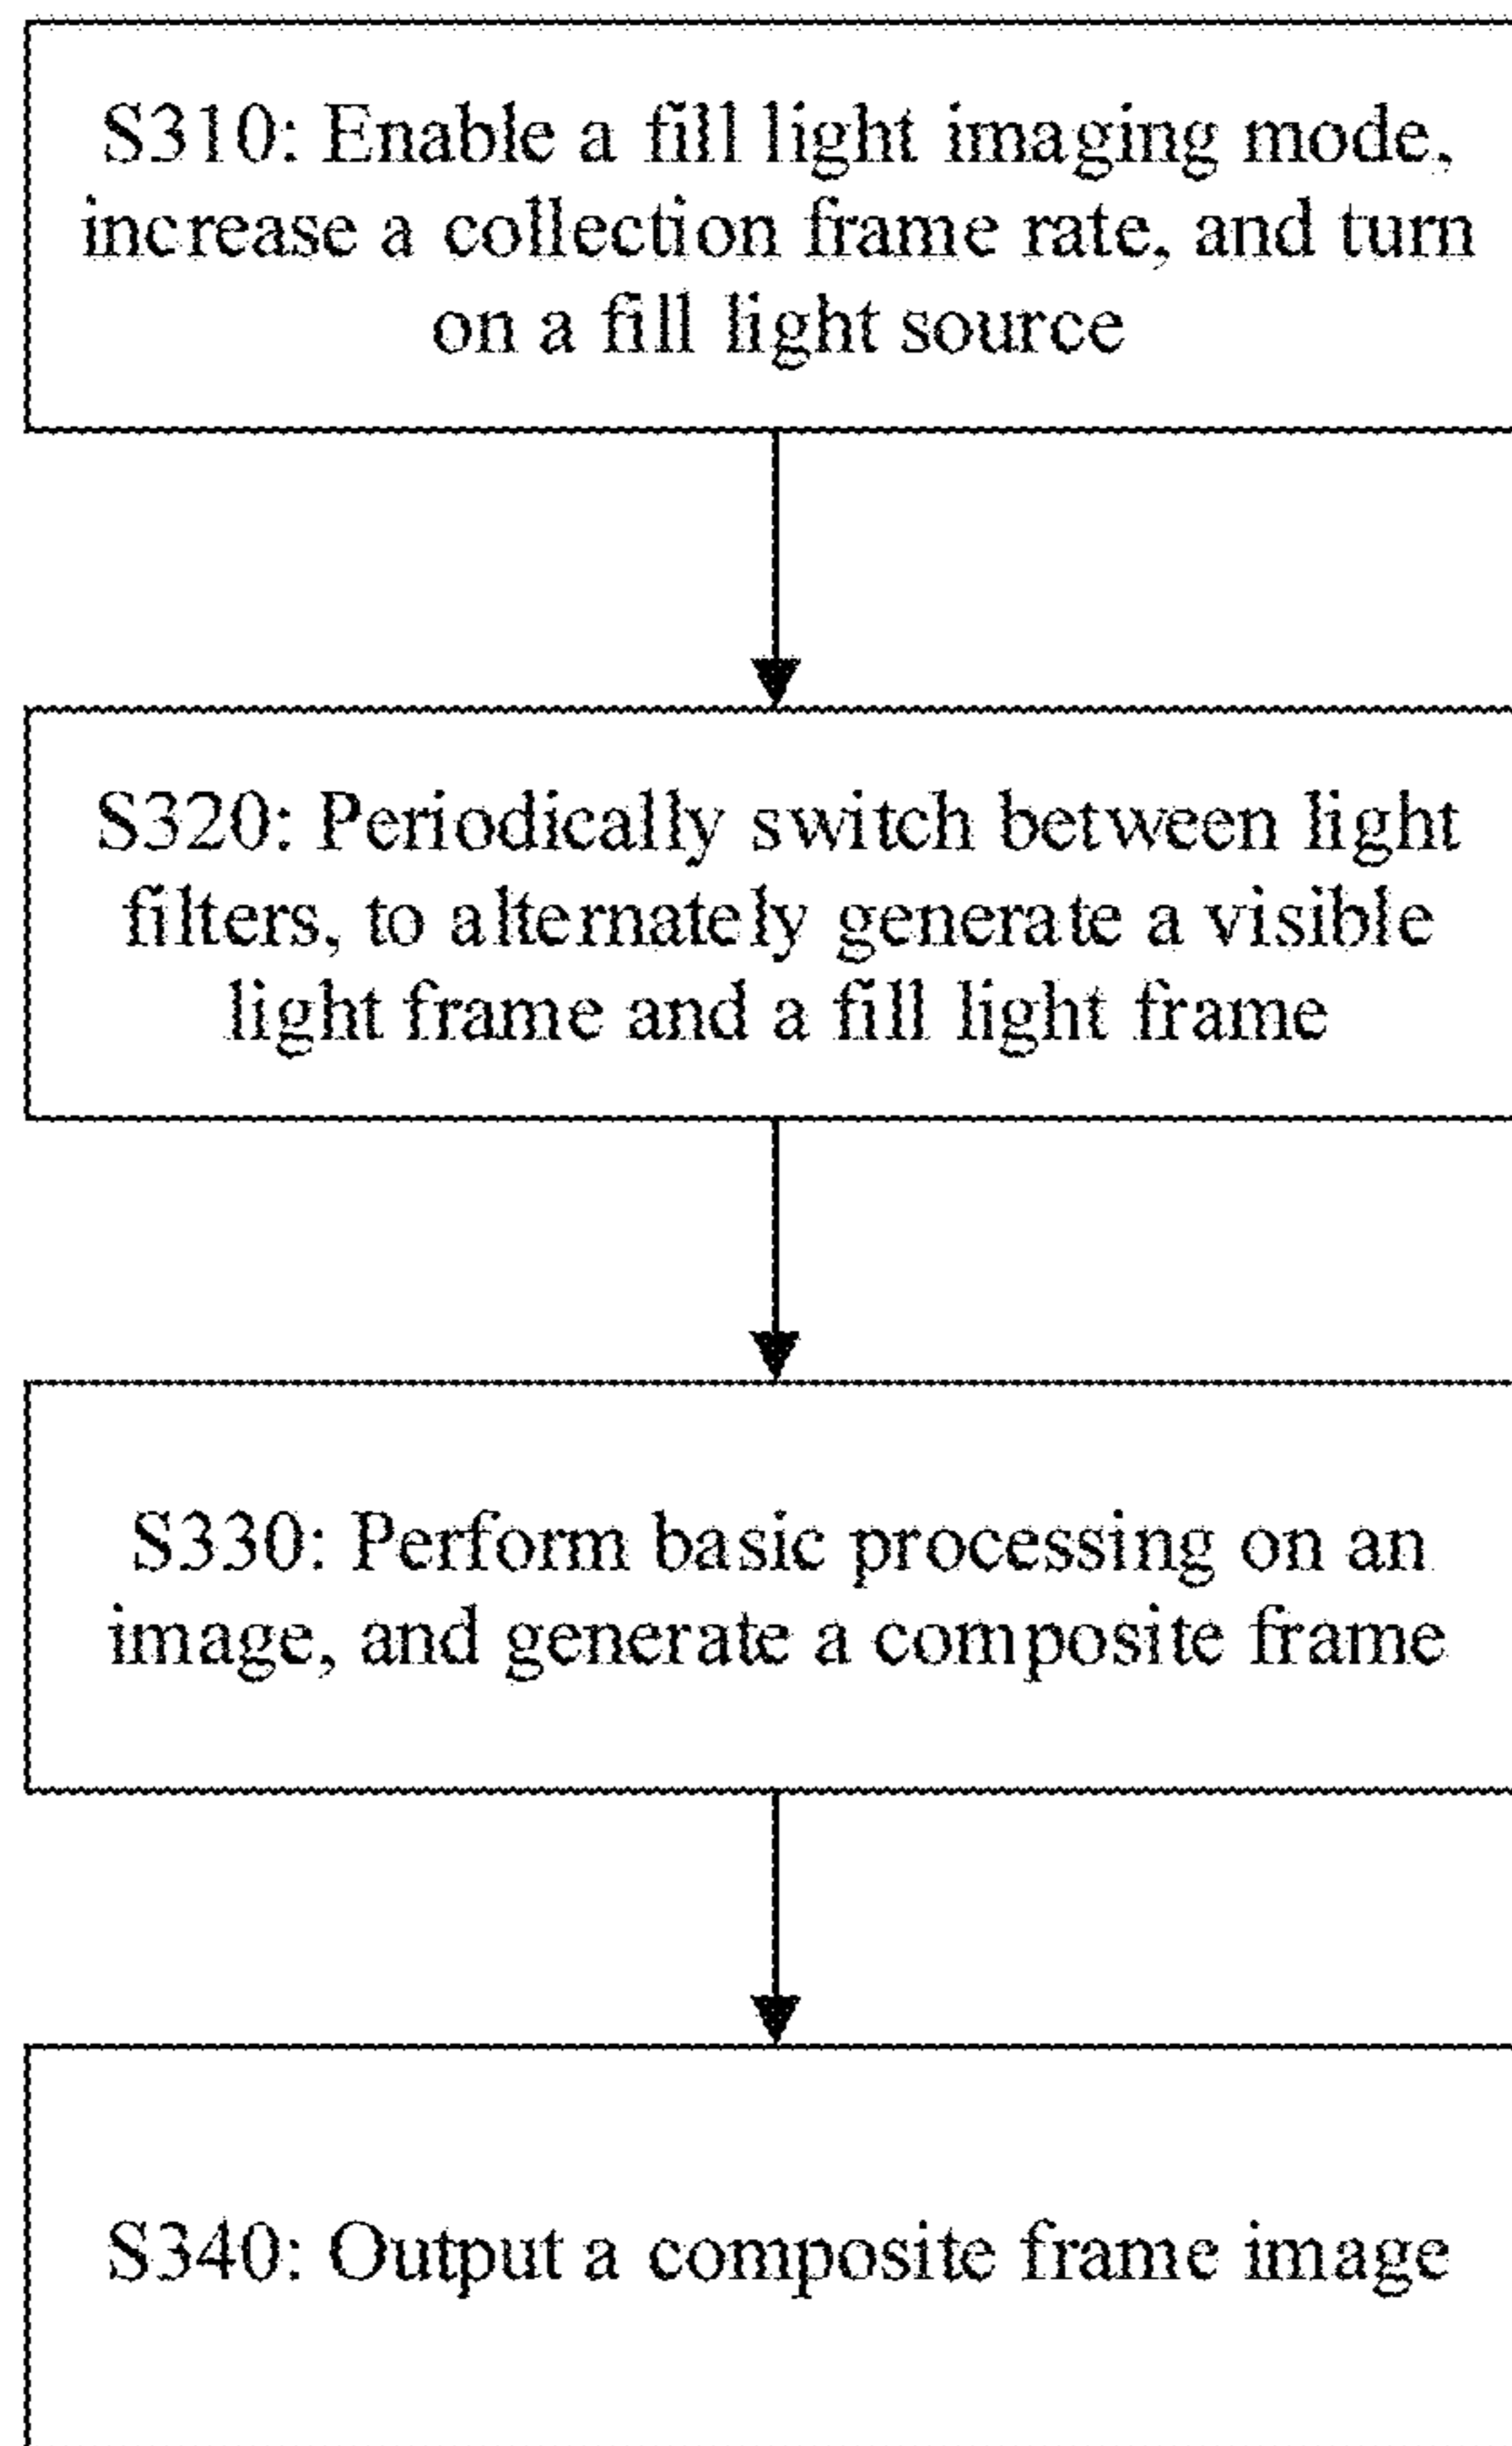 S310: Enable a fill light imaging mode,
increase a collection frame rate, and turn
on a fill light source
S320: Periodically switch between light
filters, to alternately generate a visible
light frame and a fill light frame
S330: Perform basic processing on an
image, and generate a composite frame
S340: Output a composite frame image